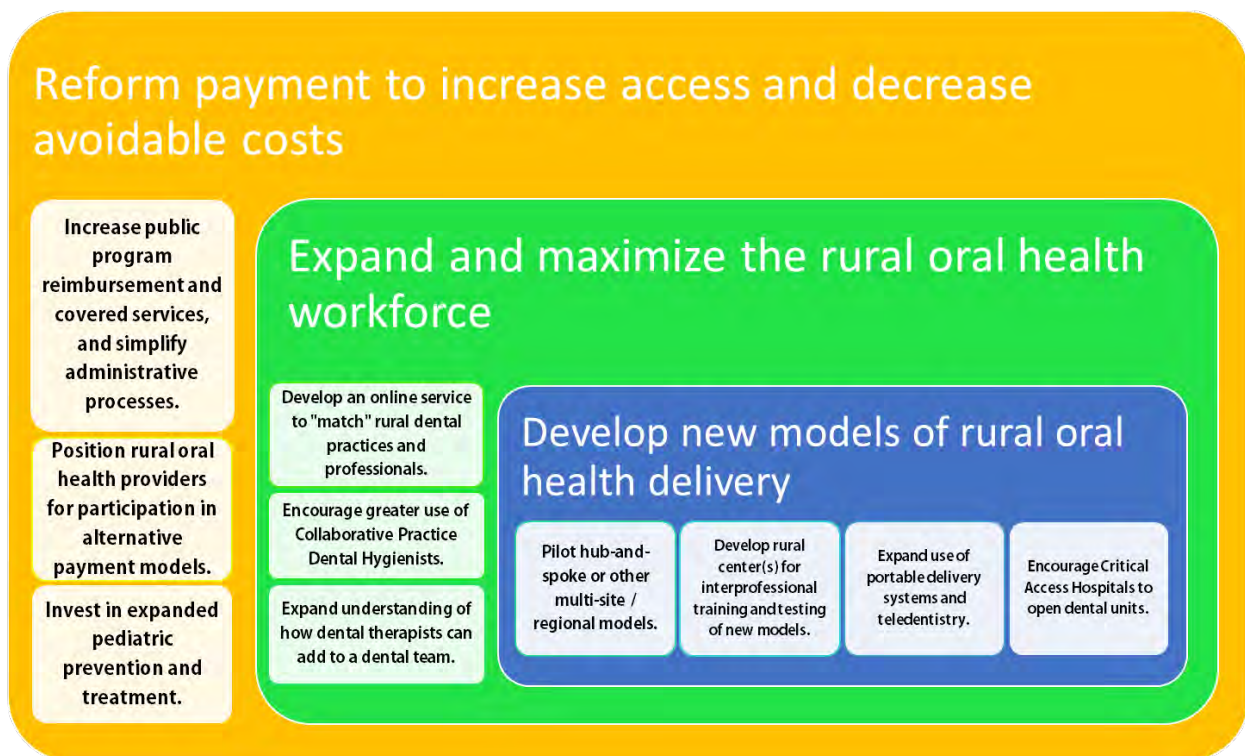 Reform payment to increase access and decrease
avoidable costs
Increase public
program
reimbursement and
covered services,
and simplify
administrative
processes.
Position rural oral
health providers
for participation in
alternative
payment models.
Invest in expanded
pediatric
prevention and
treatment.
Expand and maximize the rural oral health
workforce
Develop an online service
to "match" rural dental
practices and
professionals.
Encourage greater use of
Collaborative Practice
Dental Hygienists.
Expand understanding of
how dental therapists can
add to a dental team.
Develop new models of rural oral
health delivery
Pilot hub-and-
spoke or other
multi-site /
regional models.
Develop rural
center(s) for
interprofessional
training and testing
of new models.
Expand use of
portable delivery
systems and
teledentistry.
Encourage Critical
Access Hospitals to
open dental units.